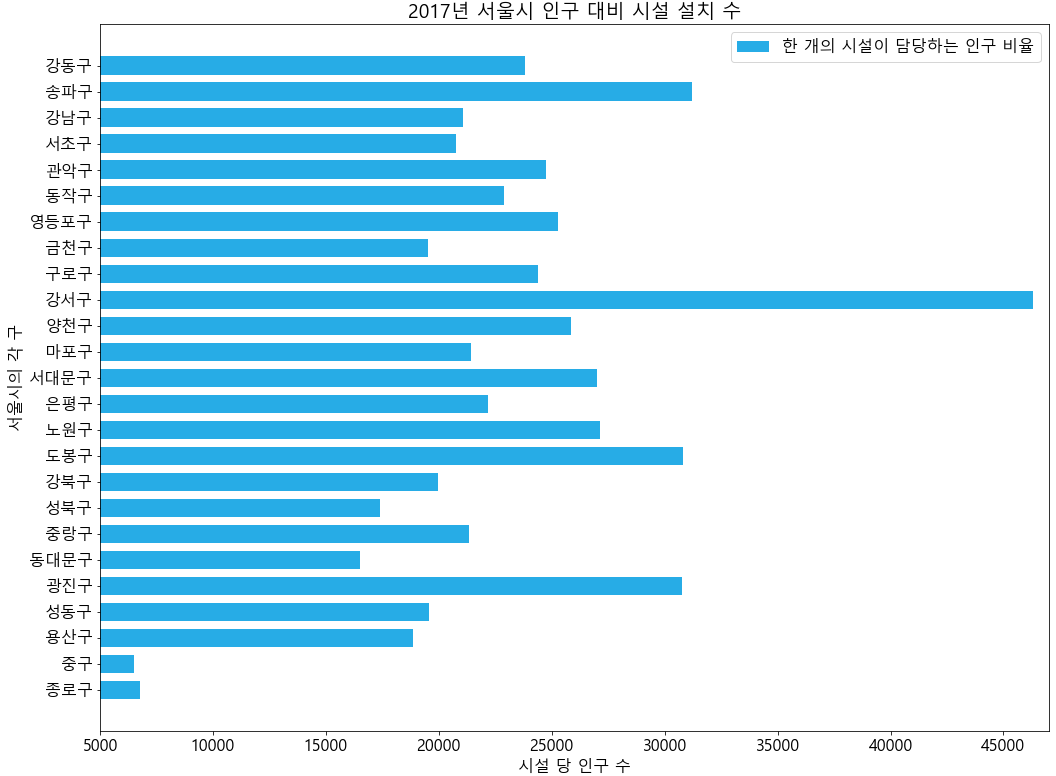 2017년 서울시 인구 대비 시설 설치 수
한 개의 시설이 담당하는 인구 비율
강동구
송파구
강남구
서초구
관악구
동작구
영등포구
금천구
구로구
강서구
양천구
마포구
서대문구
은평구
노원구
도봉구
강북구
성북구
중랑구
동대문구
광진구
성동구
용산구
중구
종로구
서울시의 각 구
5000 10000 15000 20000 25000 30000 35000 40000 45000
시설 당 인구 수